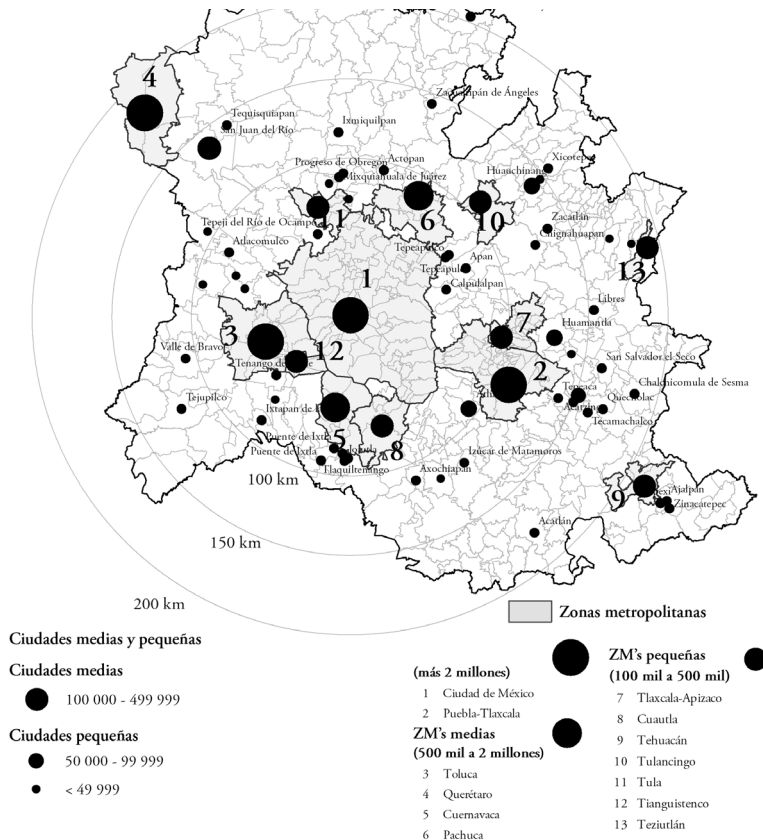 4
Zacualtipán de Ángeles
Tequisquiapan
San Juan del Río
Ixmiquilpan
Progreso de Obregón
Actopan
Mixquiahuala de Juárez
Xicotepec
Huauchinango
11
6
10
Tepeji del Río de Ocampo
Zacatlán
Chignahuapan
Atlacomulco
Tepeapulco
Apan
Tepeapulco
13
Calpulalpan
1
Libres
7
Huamantla
3
12
Valle de Bravo
San Salvador el Seco
2
Chalchicomula de Sesma
Tepeaca
Quecholac
Tejupilco
Tecamachalco
Puente de Ixtla
5
8
Puente de Ixtla
Izúcar de Matamoros
Tlaquiltenango
Axochiapan
100 km
9
Ajalpan
Zinacatepec
Acatlán
150 km
200 km
Zonas metropolitanas
Ciudades medias y pequeñas
Ciudades medias
100 000 - 499 999
Ciudades pequeñas
50 000 - 99 999
< 49 999
(más 2 millones)
1 Ciudad de México
2 Puebla-Tlaxcala
ZM's medias
(500 mil a 2 millones)
3 Toluca
4 Querétaro
5 Cuernavaca
6 Pachuca
ZM's pequeñas
(100 mil a 500 mil)
7 Tlaxcala-Apizaco
8 Cuautla
9 Tehuacán
10 Tulancingo
11 Tula
12 Tianguistenco
13 Teziutlán